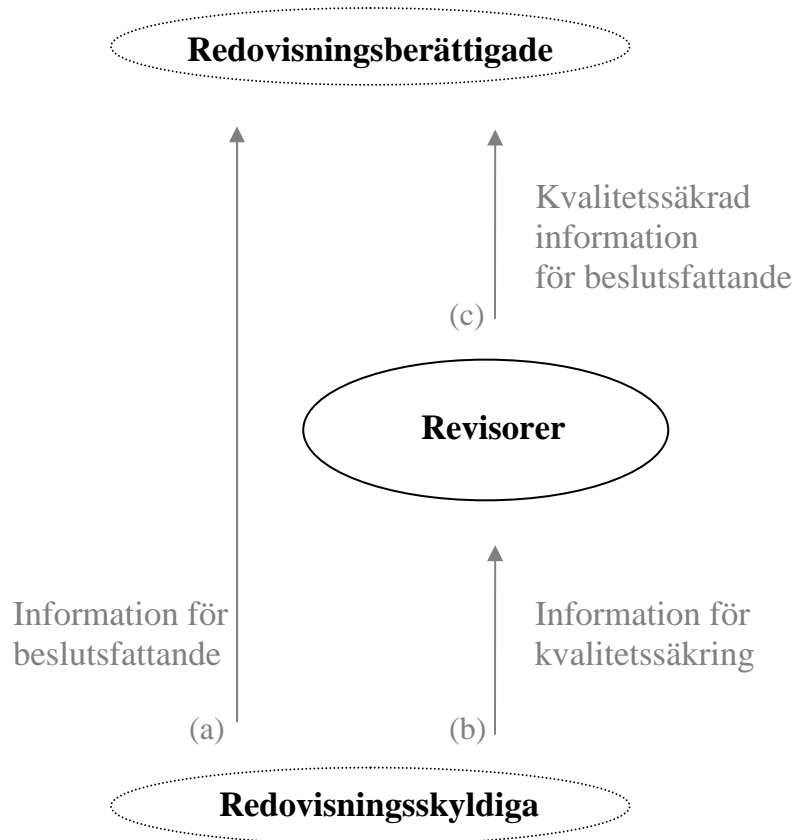 Redovisningsberättigade
Kvalitetssäkrad
information
för beslutsfattande
(c)
Revisorer
Information för
beslutsfattande
Information för
kvalitetssäkring
(a)
(b)
Redovisningsskyldiga